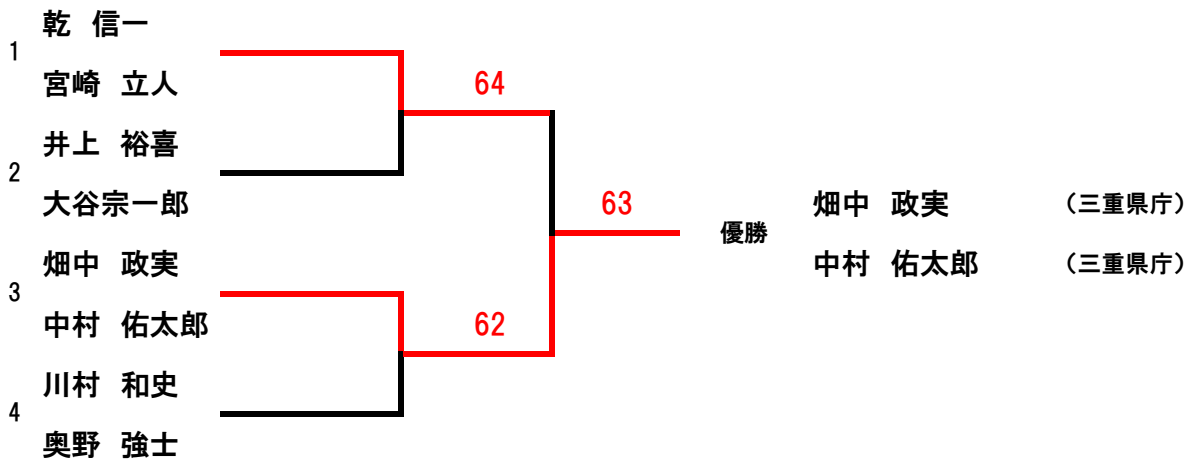 乾 信一
1
宮崎 立人
64
井上 裕喜
2
大谷宗一郎
63
畑中 政実 （三重県庁）
優勝
畑中 政実
中村 佑太郎 （三重県庁）
3
中村 佑太郎
62
川村 和史
4
奥野 強士